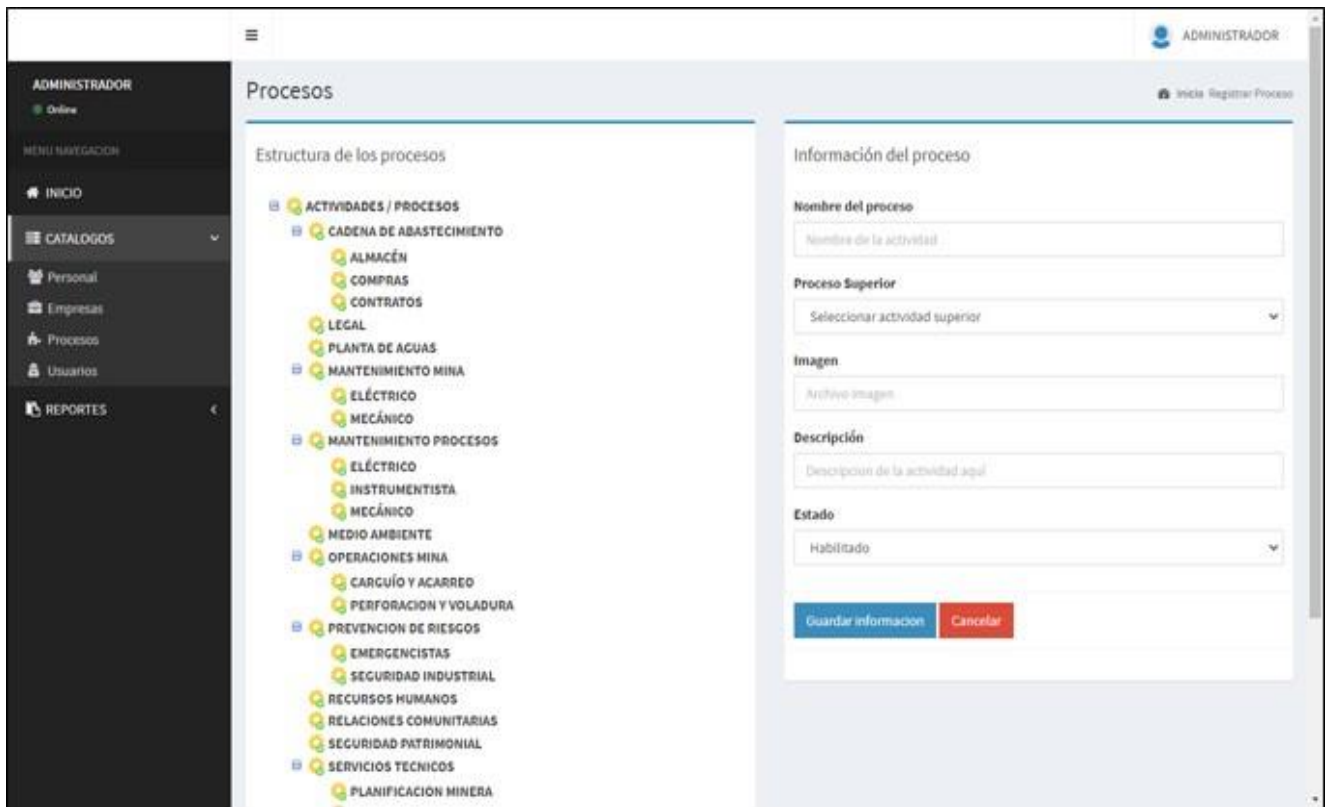 ADMINISTRADOR
ADMINISTRADOR
Online
MENU NAVEGACION
INICIO
CATALOGOS
Personal
Empresas
Procesos
Usuarios
REPORTES
Procesos
Inicio Registrar Proceso
Estructura de los procesos
ACTIVIDADES / PROCESOS
CADENA DE ABASTECIMIENTO
ALMACÉN
COMPRAS
CONTRATOS
LEGAL
PLANTA DE AGUAS
MANTENIMIENTO MINA
ELÉCTRICO
MECÁNICO
MANTENIMIENTO PROCESOS
ELÉCTRICO
INSTRUMENTISTA
MECÁNICO
MEDIO AMBIENTE
OPERACIONES MINA
CARGUÍO Y ACARREO
PERFORACION Y VOLADURA
PREVENCION DE RIESGOS
EMERGENCISTAS
SEGURIDAD INDUSTRIAL
RECURSOS HUMANOS
RELACIONES COMUNITARIAS
SEGURIDAD PATRIMONIAL
SERVICIOS TECNICOS
PLANIFICACION MINERA
Información del proceso
Nombre del proceso
Nombre de la actividad
Proceso Superior
Seleccionar actividad superior
Imagen
Archivo imagen
Descripción
Descripcion de la actividad aquí
Estado
Habilitado
Guardar informacion
Cancelar